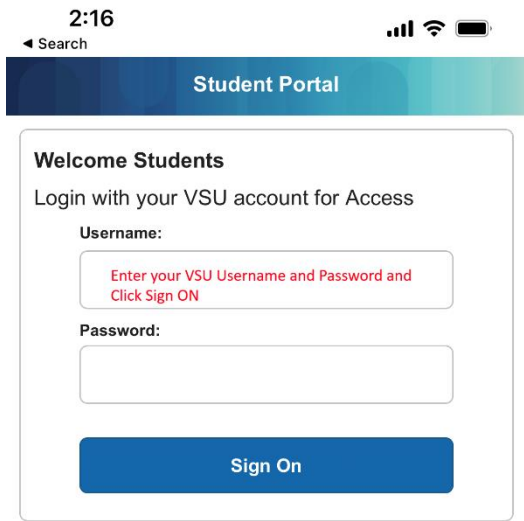 2:16
◀ Search
Student Portal
Welcome Students
Login with your VSU account for Access
Username:
Enter your VSU Username and Password and
Click Sign ON
Password:
Sign On